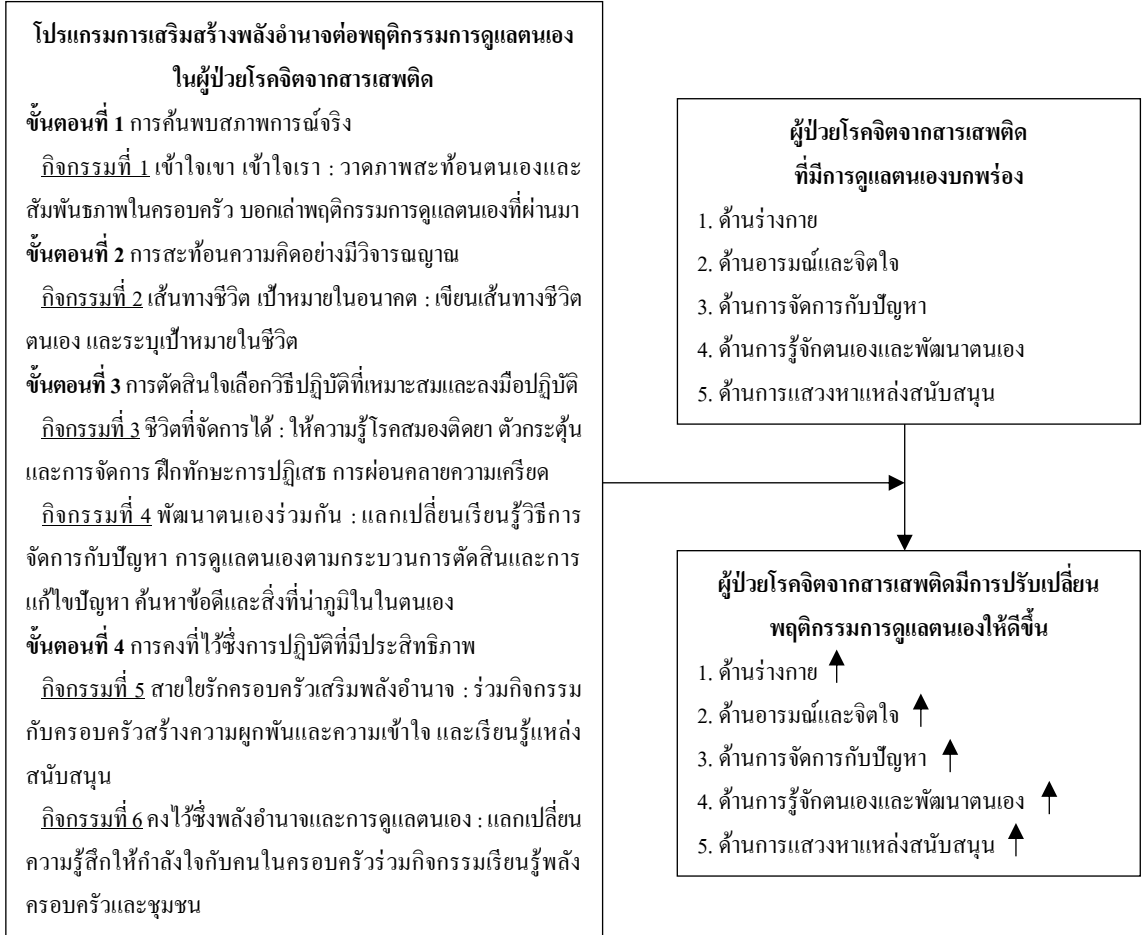 โปรแกรมการเสริมสร้างพลังอำนาจต่อพฤติกรรมการดูแลตนเอง
ในผู้ป่วยโรคจิตจากสารเสพติด
ขั้นตอนที่ 1 การค้นพบสภาพการณ์จริง
กิจกรรมที่ 1 เข้าใจเขา เข้าใจเรา : วาดภาพสะท้อนตนเองและ
สัมพันธภาพในครอบครัว บอกเล่าพฤติกรรมการดูแลตนเองที่ผ่านมา
ขั้นตอนที่ 2 การสะท้อนความคิดอย่างมีวิจารณญาณ
กิจกรรมที่ 2 เส้นทางชีวิต เป้าหมายในอนาคต : เขียนเส้นทางชีวิต
ตนเอง และระบุเป้าหมายในชีวิต
ขั้นตอนที่ 3 การตัดสินใจเลือกวิธีปฏิบัติที่เหมาะสมและลงมือปฏิบัติ
กิจกรรมที่ 3 ชีวิตที่จัดการได้ : ให้ความรู้โรคสมองติดยา ตัวกระตุ้น
และการจัดการ ฝึกทักษะการปฏิเสธ การผ่อนคลายความเครียด
กิจกรรมที่ 4 พัฒนาตนเองร่วมกัน : แลกเปลี่ยนเรียนรู้วิธีการ
จัดการกับปัญหา การดูแลตนเองตามกระบวนการตัดสินและการ
แก้ไขปัญหา ค้นหาข้อดีและสิ่งที่น่าภูมิในในตนเอง
ขั้นตอนที่ 4 การคงที่ไว้ซึ่งการปฏิบัติที่มีประสิทธิภาพ
กิจกรรมที่ 5 สายใยรักครอบครัวเสริมพลังอำนาจ : ร่วมกิจกรรม
กับครอบครัวสร้างความผูกพันและความเข้าใจ และเรียนรู้แหล่ง
สนับสนุน
กิจกรรมที่ 6 คงไว้ซึ่งพลังอำนาจและการดูแลตนเอง : แลกเปลี่ยน
ความรู้สึกให้กำลังใจกับคนในครอบครัวร่วมกิจกรรมเรียนรู้พลัง
ครอบครัวและชุมชน
ผู้ป่วยโรคจิตจากสารเสพติด
ที่มีการดูแลตนเองบกพร่อง
1. ด้านร่างกาย
2. ด้านอารมณ์และจิตใจ
3. ด้านการจัดการกับปัญหา
4. ด้านการรู้จักตนเองและพัฒนาตนเอง
5. ด้านการแสวงหาแหล่งสนับสนุน
ผู้ป่วยโรคจิตจากสารเสพติดมีการปรับเปลี่ยน
พฤติกรรมการดูแลตนเองให้ดีขึ้น
1. ด้านร่างกาย ↑
2. ด้านอารมณ์และจิตใจ ↑
3. ด้านการจัดการกับปัญหา ↑
4. ด้านการรู้จักตนเองและพัฒนาตนเอง ↑
5. ด้านการแสวงหาแหล่งสนับสนุน ↑